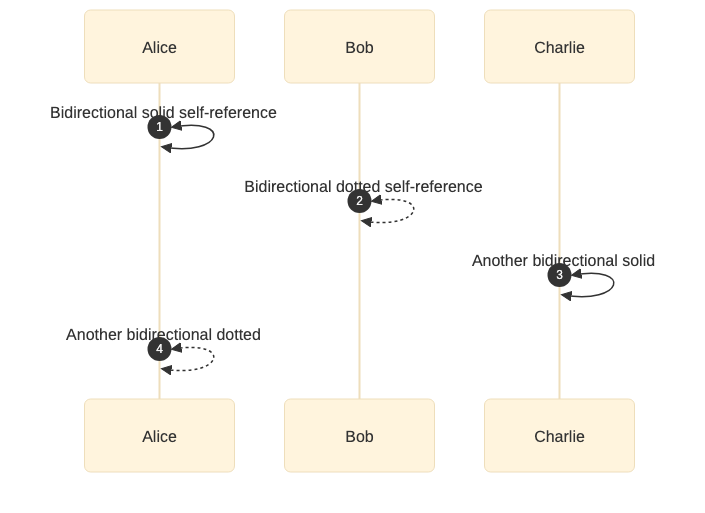 Alice
Bob
Charlie
Bidirectional solid self-reference
1
Bidirectional dotted self-reference
2
Another bidirectional solid
3
Another bidirectional dotted
4
Alice
Bob
Charlie